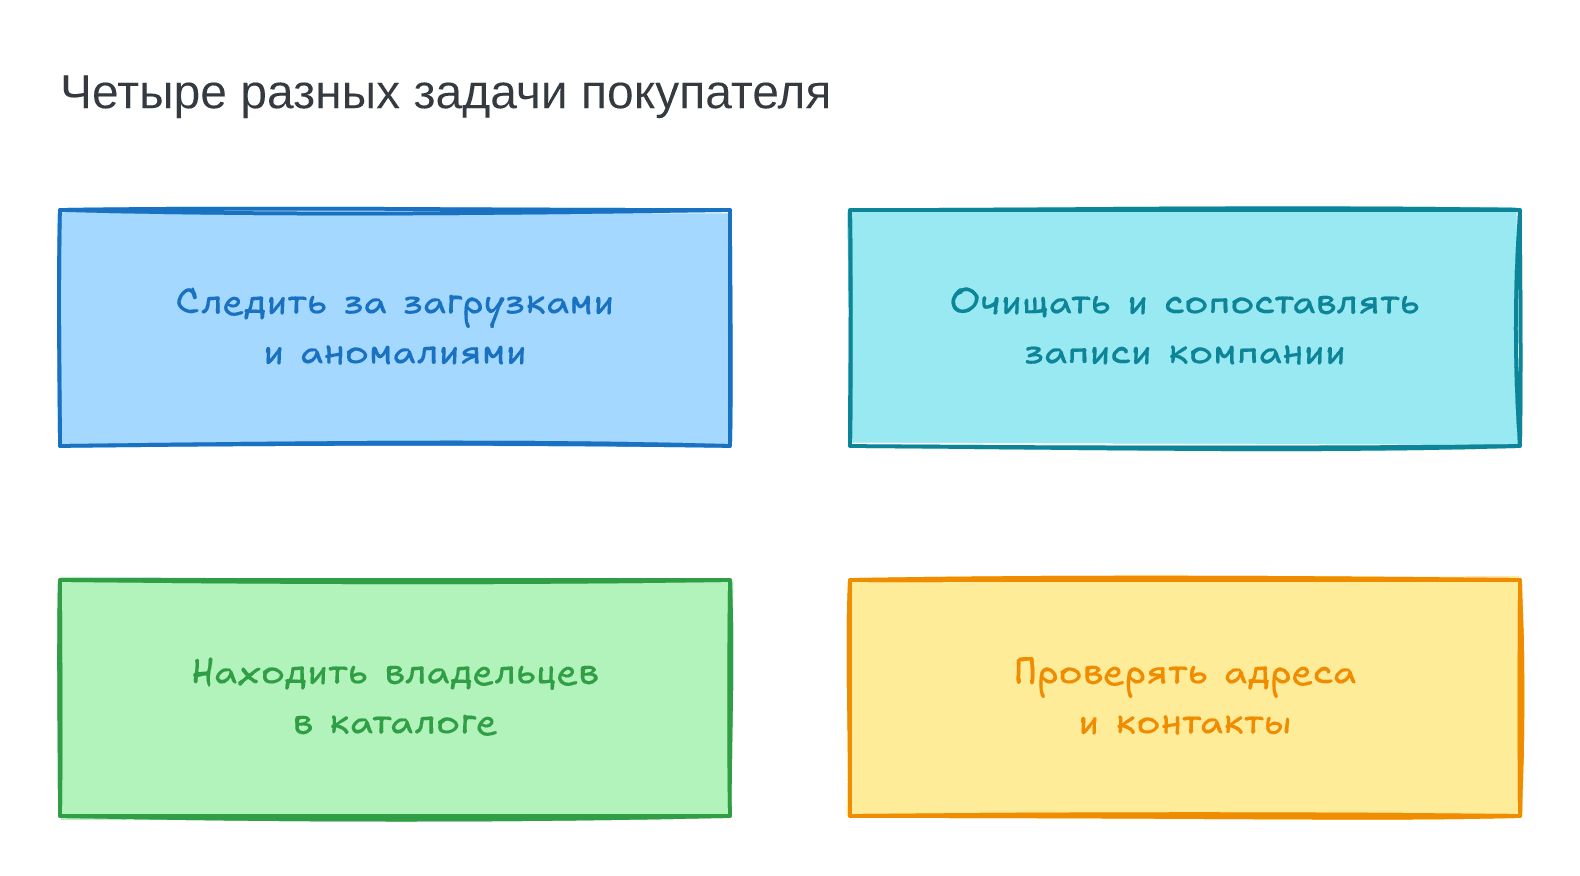 Четыре разных задачи покупателя
Следить за загрузками
и аномалиями
Очищать и сопоставлять
записи компании
Находить владельцев
в каталоге
Проверять адреса
и контакты